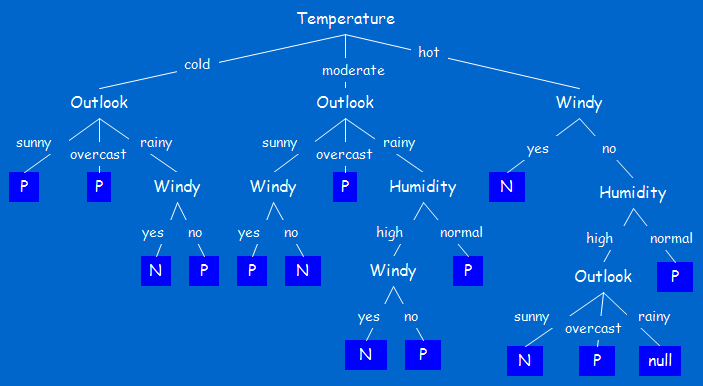 Temperature
cold moderate hot
Outlook Outlook Windy
sunny overcast rainy sunny overcast rainy yes no
P P Windy Windy P Humidity N Humidity
yes no yes no high normal high normal
N P P N Windy P Outlook P
yes no sunny overcast rainy
N P N P null